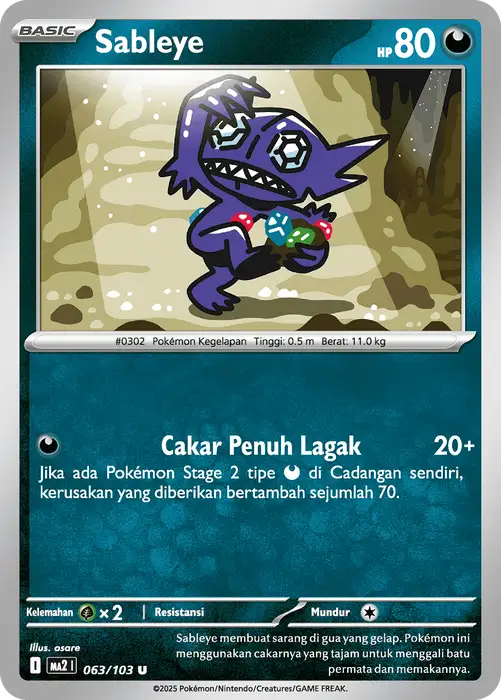 BASIC
Sableye
HP 80
#0302 Pokémon Kegelapan Tinggi: 0.5 m Berat: 11.0 kg
Cakar Penuh Lagak 20+
Jika ada Pokémon Stage 2 tipe di Cadangan sendiri,
kerusakan yang diberikan bertambah sejumlah 70.
Kelemahan ×2 Resistansi Mundur
Illus. osare
I MA2 I 063/103 U
Sableye membuat sarang di gua yang gelap. Pokémon ini
menggunakan cakarnya yang tajam untuk menggali batu
permata dan memakannya.
©2025 Pokémon/Nintendo/Creatures/GAME FREAK.